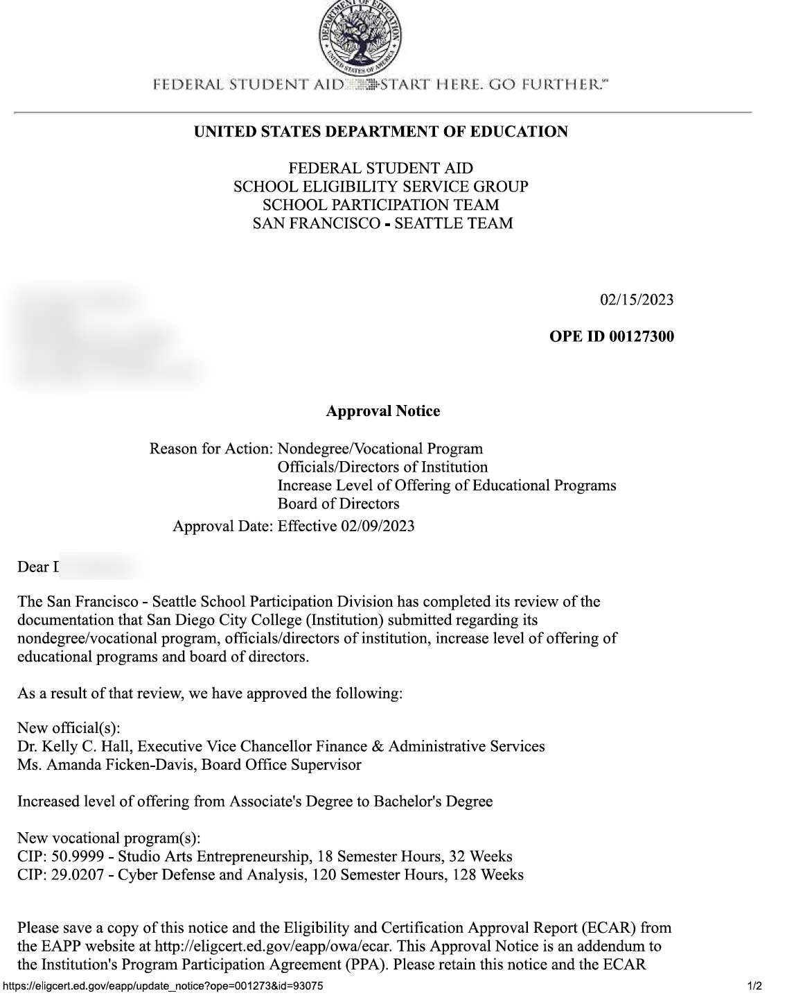 DEPARTMENT OF EDUCATION
UNITED STATES OF AMERICA
FEDERAL STUDENT AID START HERE. GO FURTHER.℠
UNITED STATES DEPARTMENT OF EDUCATION
FEDERAL STUDENT AID
SCHOOL ELIGIBILITY SERVICE GROUP
SCHOOL PARTICIPATION TEAM
SAN FRANCISCO - SEATTLE TEAM
02/15/2023
OPE ID 00127300
Approval Notice
Reason for Action: Nondegree/Vocational Program
Officials/Directors of Institution
Increase Level of Offering of Educational Programs
Board of Directors
Approval Date: Effective 02/09/2023
Dear
The San Francisco - Seattle School Participation Division has completed its review of the
documentation that San Diego City College (Institution) submitted regarding its
nondegree/vocational program, officials/directors of institution, increase level of offering of
educational programs and board of directors.
As a result of that review, we have approved the following:
New official(s):
Dr. Kelly C. Hall, Executive Vice Chancellor Finance & Administrative Services
Ms. Amanda Ficken-Davis, Board Office Supervisor
Increased level of offering from Associate's Degree to Bachelor's Degree
New vocational program(s):
CIP: 50.9999 - Studio Arts Entrepreneurship, 18 Semester Hours, 32 Weeks
CIP: 29.0207 - Cyber Defense and Analysis, 120 Semester Hours, 128 Weeks
Please save a copy of this notice and the Eligibility and Certification Approval Report (ECAR) from
the EAPP website at http://eligcert.ed.gov/eapp/owa/ecar. This Approval Notice is an addendum to
the Institution's Program Participation Agreement (PPA). Please retain this notice and the ECAR
https://eligcert.ed.gov/eapp/update_notice?ope=001273&id=93075
1/2